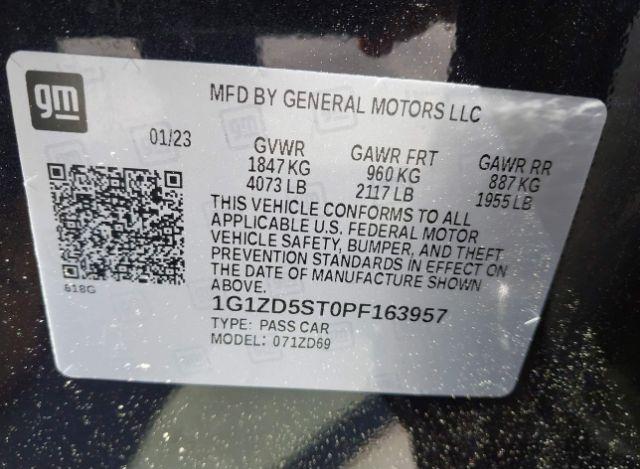 gm
MFD BY GENERAL MOTORS LLC
01/23
GVWR GAWR FRT GAWR RR
1847 KG 960 KG 887 KG
4073 LB 2117 LB 1955 LB
THIS VEHICLE CONFORMS TO ALL
APPLICABLE U.S. FEDERAL MOTOR
VEHICLE SAFETY, BUMPER, AND THEFT
PREVENTION STANDARDS IN EFFECT ON
THE DATE OF MANUFACTURE SHOWN
ABOVE.
618G
1G1ZD5ST0PF163957
TYPE: PASS CAR
MODEL: 071ZD69